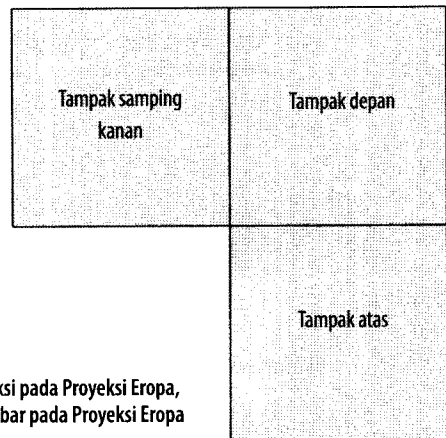 Tampak samping
kanan
Tampak depan
Tampak atas
ksi pada Proyeksi Eropa,
bar pada Proyeksi Eropa